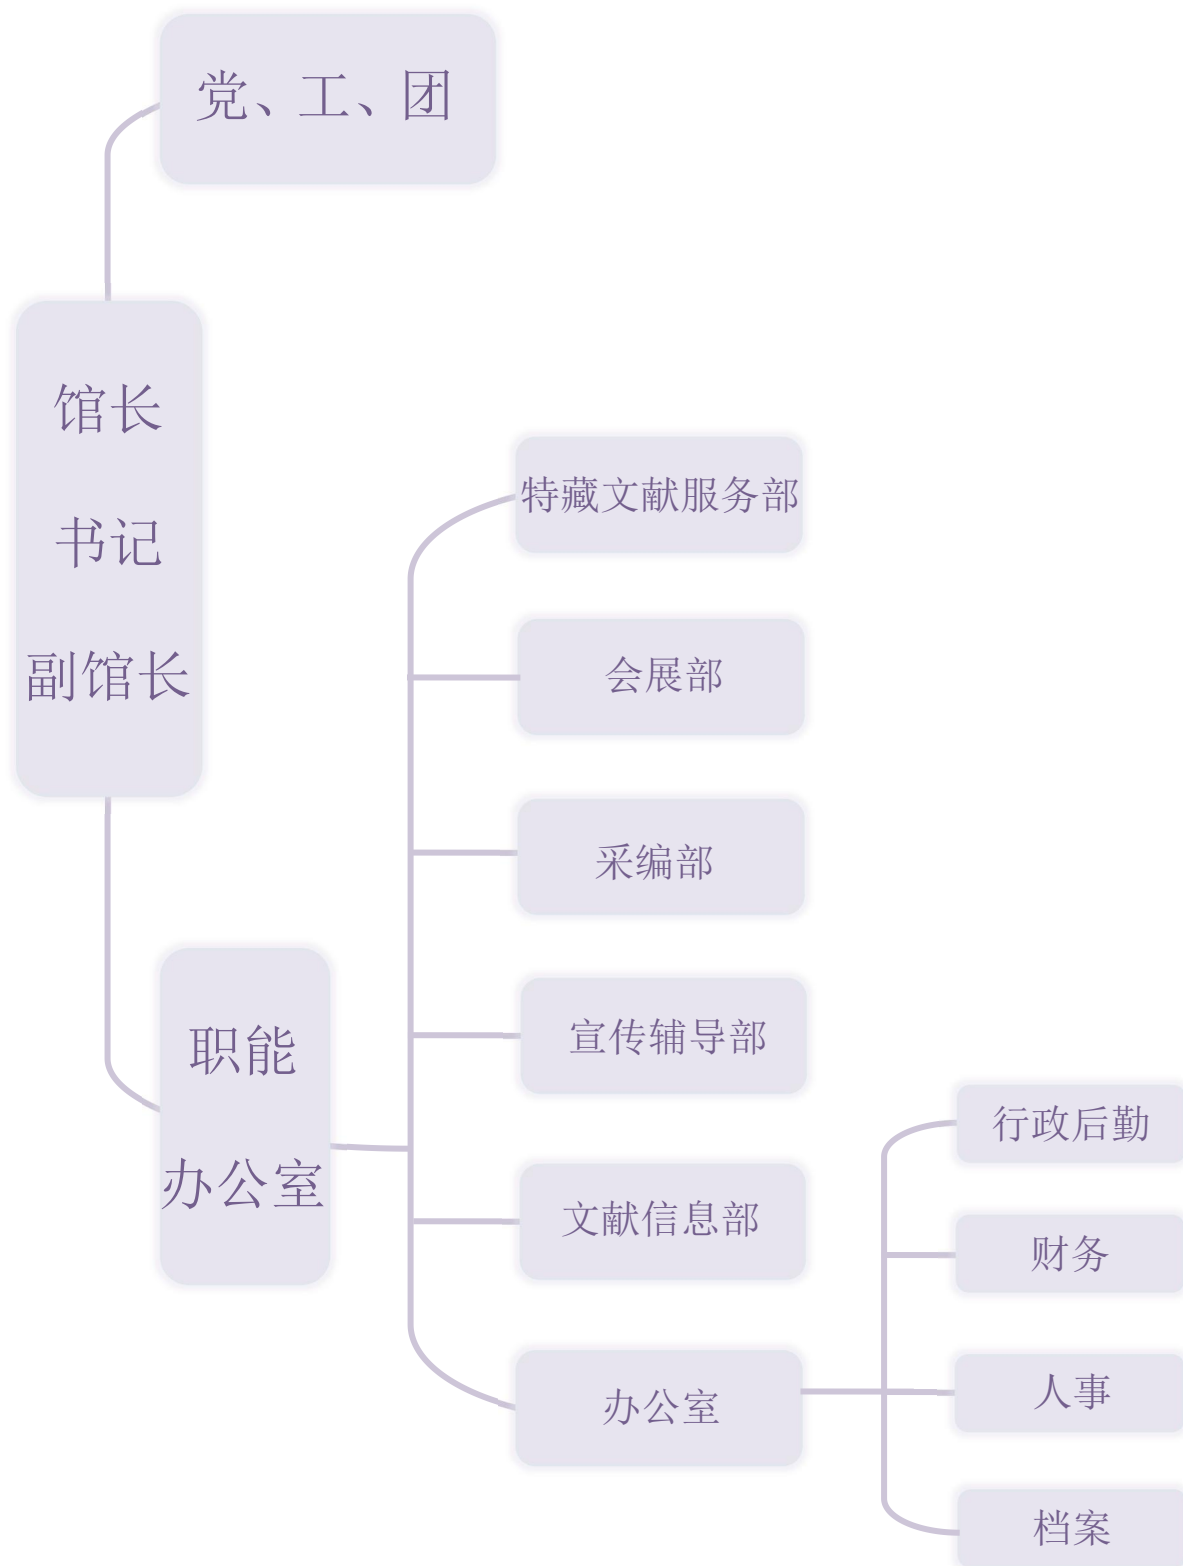 党、工、团
馆长
书记
副馆长
特藏文献服务部
会展部
采编部
职能
办公室
宣传辅导部
文献信息部
办公室
行政后勤
财务
人事
档案